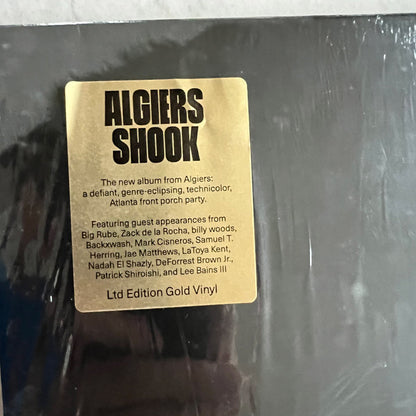 ALGIERS
SHOOK
The new album from Algiers:
a defiant, genre-eclipsing, technicolor,
Atlanta front porch party.
Featuring guest appearances from
Big Rube, Zack de la Rocha, billy woods,
Backxwash, Mark Cisneros, Samuel T.
Herring, Jae Matthews, LaToya Kent,
Nadah El Shazly, DeForrest Brown Jr.,
Patrick Shiroishi, and Lee Bains III
Ltd Edition Gold Vinyl